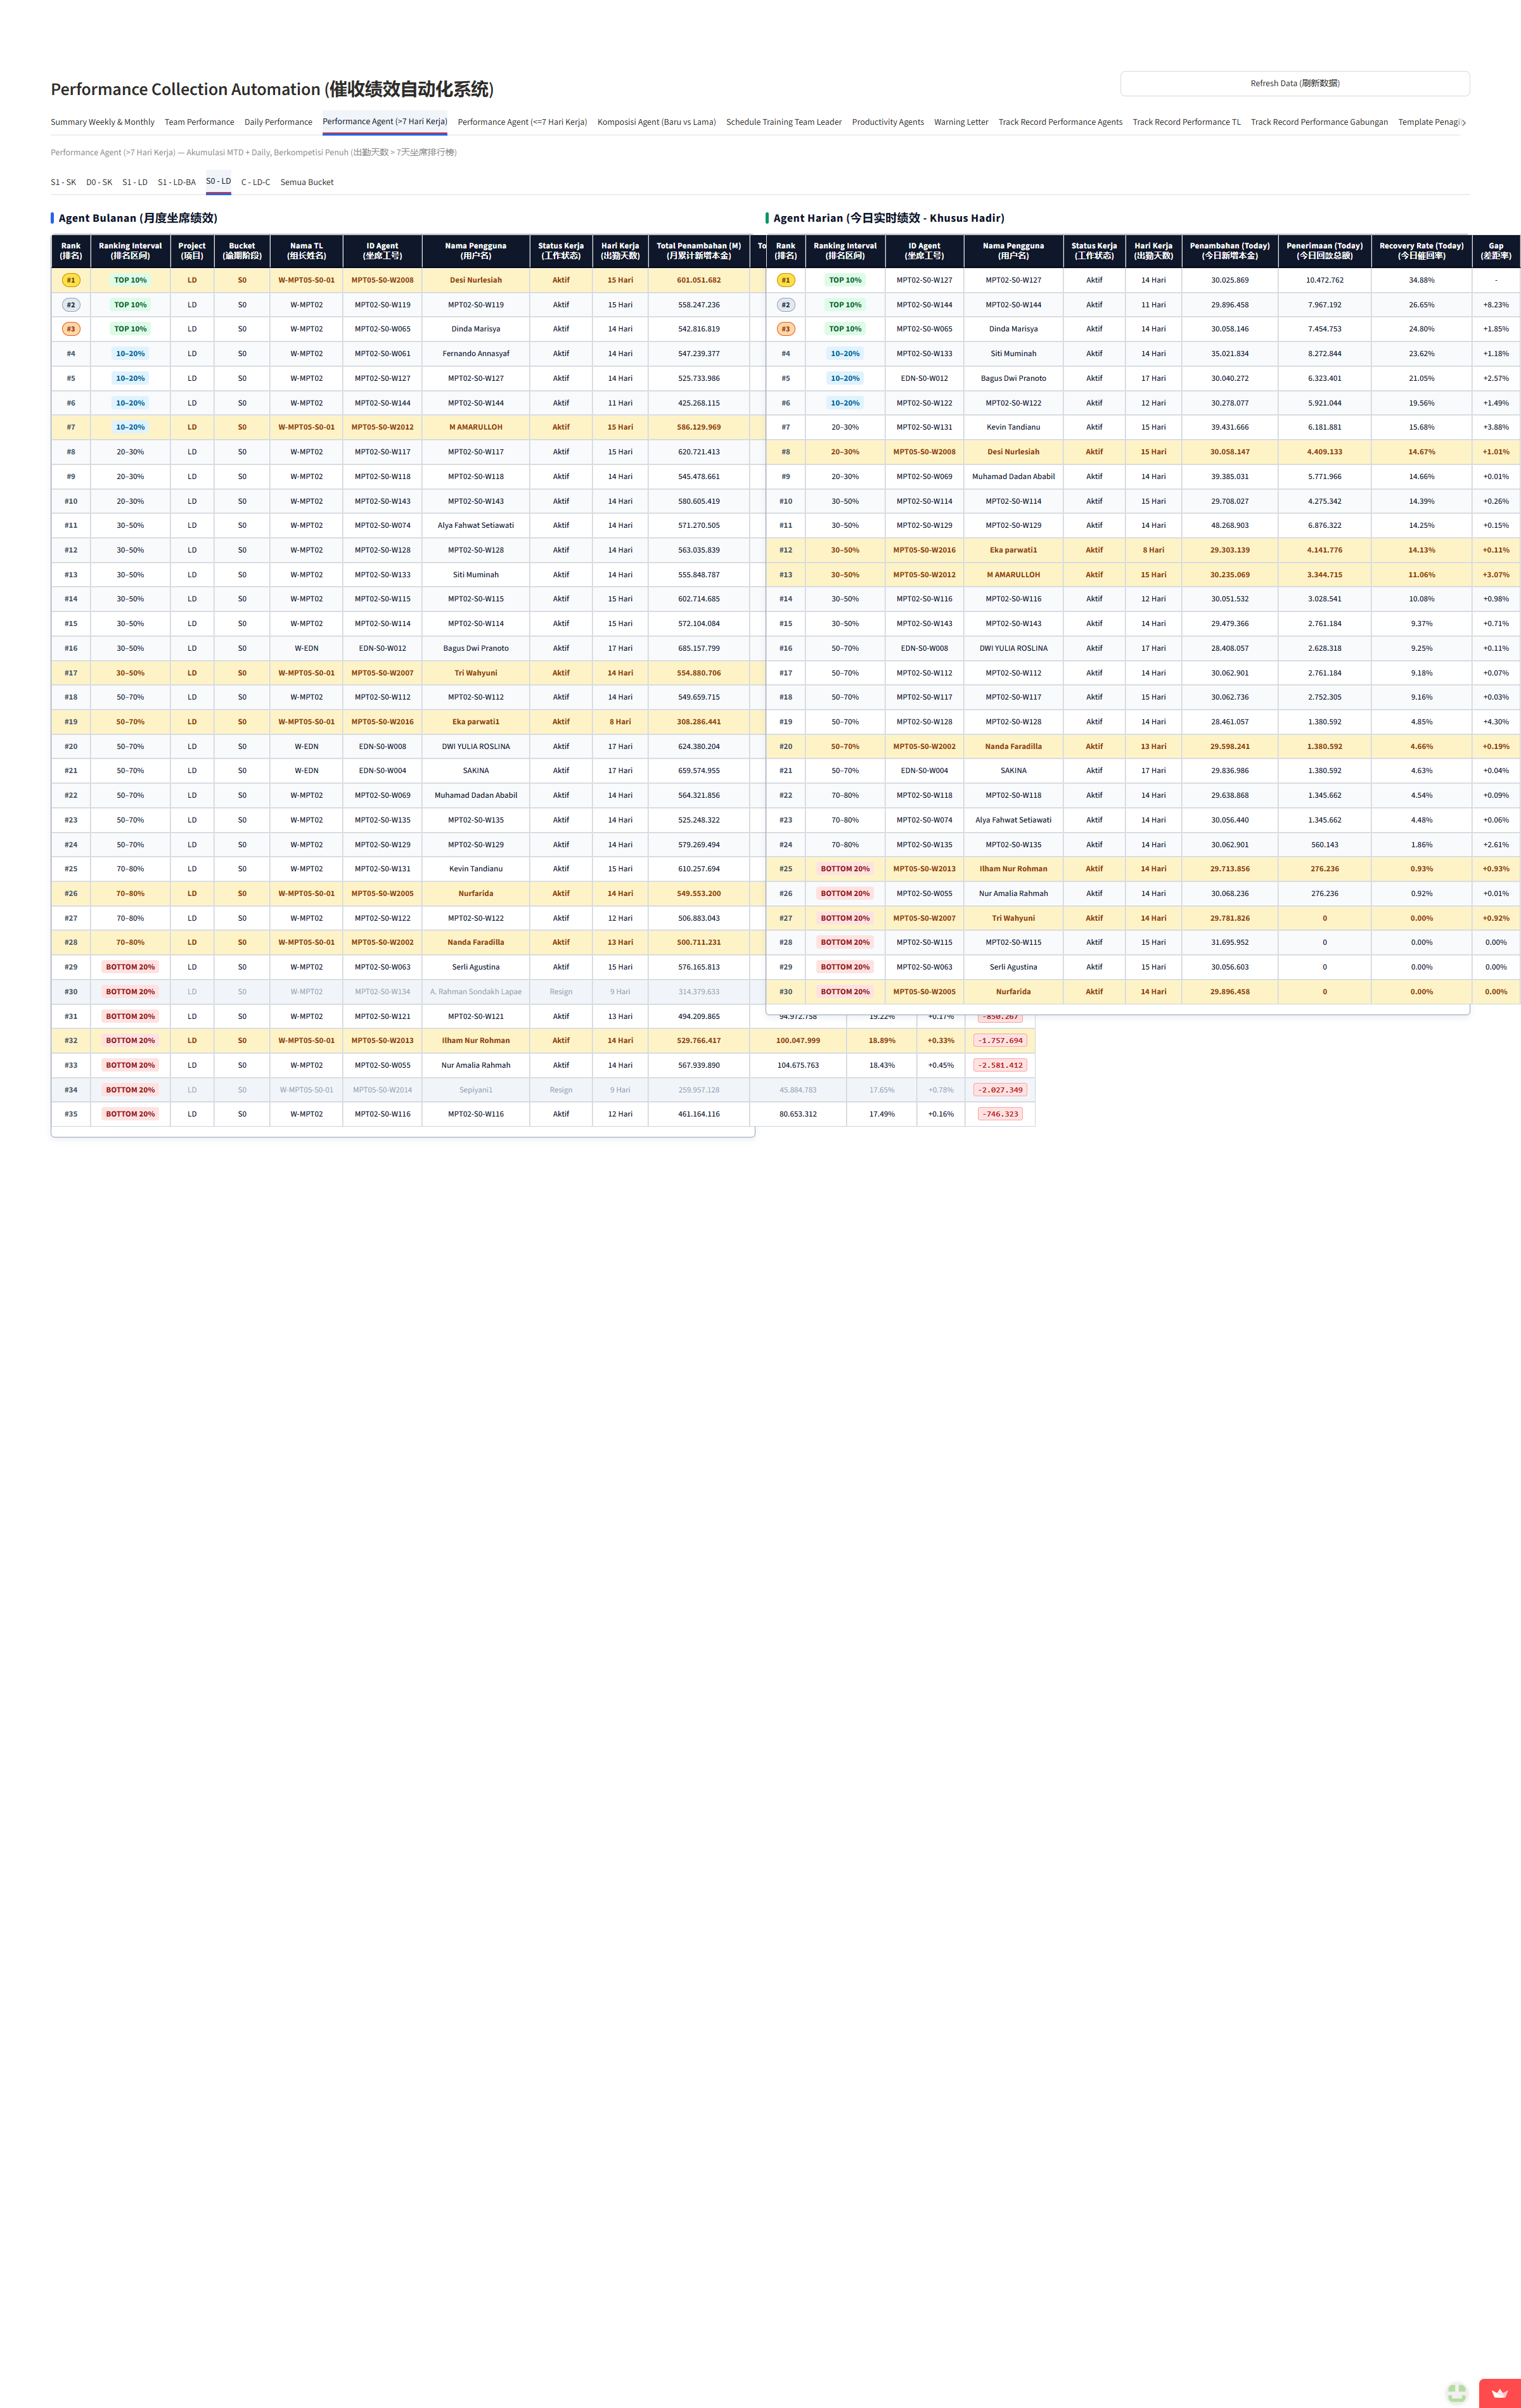 Performance Collection Automation (催收绩效自动化系统)
Refresh Data (刷新数据)
Summary Weekly & Monthly Team Performance Daily Performance Performance Agent (>7 Hari Kerja) Performance Agent (<=7 Hari Kerja) Komposisi Agent (Baru vs Lama) Schedule Training Team Leader Productivity Agents Warning Letter Track Record Performance Agents Track Record Performance TL Track Record Performance Gabungan Template Penagi
Performance Agent (>7 Hari Kerja) — Akumulasi MTD + Daily, Berkompetisi Penuh (出勤天数 > 7天坐席排行榜)
S1 - SK D0 - SK S1 - LD S1 - LD-BA S0 - LD C - LD-C Semua Bucket
Agent Bulanan (月度坐席绩效)
Rank Ranking Interval Project Bucket Nama TL ID Agent Nama Pengguna Status Kerja Hari Kerja Total Penambahan (M) To
(排名) (排名区间) (项目) (逾期阶段) (组长姓名) (坐席工号) (用户名) (工作状态) (出勤天数) (月累计新增本金)
#1 TOP 10% LD S0 W-MPT05-S0-01 MPT05-S0-W2008 Desi Nurlesiah Aktif 15 Hari 601.051.682
#2 TOP 10% LD S0 W-MPT02 MPT02-S0-W119 MPT02-S0-W119 Aktif 15 Hari 558.247.236
#3 TOP 10% LD S0 W-MPT02 MPT02-S0-W065 Dinda Marisya Aktif 14 Hari 542.816.819
#4 10–20% LD S0 W-MPT02 MPT02-S0-W061 Fernando Annasyaf Aktif 14 Hari 547.239.377
#5 10–20% LD S0 W-MPT02 MPT02-S0-W127 MPT02-S0-W127 Aktif 14 Hari 525.733.986
#6 10–20% LD S0 W-MPT02 MPT02-S0-W144 MPT02-S0-W144 Aktif 11 Hari 425.268.115
#7 10–20% LD S0 W-MPT05-S0-01 MPT05-S0-W2012 M AMARULLOH Aktif 15 Hari 586.129.969
#8 20–30% LD S0 W-MPT02 MPT02-S0-W117 MPT02-S0-W117 Aktif 15 Hari 620.721.413
#9 20–30% LD S0 W-MPT02 MPT02-S0-W118 MPT02-S0-W118 Aktif 14 Hari 545.478.661
#10 20–30% LD S0 W-MPT02 MPT02-S0-W143 MPT02-S0-W143 Aktif 14 Hari 580.605.419
#11 30–50% LD S0 W-MPT02 MPT02-S0-W074 Alya Fahwat Setiawati Aktif 14 Hari 571.270.505
#12 30–50% LD S0 W-MPT02 MPT02-S0-W128 MPT02-S0-W128 Aktif 14 Hari 563.035.839
#13 30–50% LD S0 W-MPT02 MPT02-S0-W133 Siti Muminah Aktif 14 Hari 555.848.787
#14 30–50% LD S0 W-MPT02 MPT02-S0-W115 MPT02-S0-W115 Aktif 15 Hari 602.714.685
#15 30–50% LD S0 W-MPT02 MPT02-S0-W114 MPT02-S0-W114 Aktif 15 Hari 572.104.084
#16 30–50% LD S0 W-EDN EDN-S0-W012 Bagus Dwi Pranoto Aktif 17 Hari 685.157.799
#17 30–50% LD S0 W-MPT05-S0-01 MPT05-S0-W2007 Tri Wahyuni Aktif 14 Hari 554.880.706
#18 50–70% LD S0 W-MPT02 MPT02-S0-W112 MPT02-S0-W112 Aktif 14 Hari 549.659.715
#19 50–70% LD S0 W-MPT05-S0-01 MPT05-S0-W2016 Eka parwati1 Aktif 8 Hari 308.286.441
#20 50–70% LD S0 W-EDN EDN-S0-W008 DWI YULIA ROSLINA Aktif 17 Hari 624.380.204
#21 50–70% LD S0 W-EDN EDN-S0-W004 SAKINA Aktif 17 Hari 659.574.955
#22 50–70% LD S0 W-MPT02 MPT02-S0-W069 Muhamad Dadan Ababil Aktif 14 Hari 564.321.856
#23 50–70% LD S0 W-MPT02 MPT02-S0-W135 MPT02-S0-W135 Aktif 14 Hari 525.248.322
#24 50–70% LD S0 W-MPT02 MPT02-S0-W129 MPT02-S0-W129 Aktif 14 Hari 579.269.494
#25 70–80% LD S0 W-MPT02 MPT02-S0-W131 Kevin Tandianu Aktif 15 Hari 610.257.694
#26 70–80% LD S0 W-MPT05-S0-01 MPT05-S0-W2005 Nurfarida Aktif 14 Hari 549.553.200
#27 70–80% LD S0 W-MPT02 MPT02-S0-W122 MPT02-S0-W122 Aktif 12 Hari 506.883.043
#28 70–80% LD S0 W-MPT05-S0-01 MPT05-S0-W2002 Nanda Faradilla Aktif 13 Hari 500.711.231
#29 BOTTOM 20% LD S0 W-MPT02 MPT02-S0-W063 Serli Agustina Aktif 15 Hari 576.165.813
#30 BOTTOM 20% LD S0 W-MPT02 MPT02-S0-W134 A. Rahman Sondakh Lapae Resign 9 Hari 314.379.633
#31 BOTTOM 20% LD S0 W-MPT02 MPT02-S0-W121 MPT02-S0-W121 Aktif 13 Hari 494.209.865 94.972.758 19.22% +0.17% -850.267
#32 BOTTOM 20% LD S0 W-MPT05-S0-01 MPT05-S0-W2013 Ilham Nur Rohman Aktif 14 Hari 529.766.417 100.047.999 18.89% +0.33% -1.757.694
#33 BOTTOM 20% LD S0 W-MPT02 MPT02-S0-W055 Nur Amalia Rahmah Aktif 14 Hari 567.939.890 104.675.763 18.43% +0.45% -2.581.412
#34 BOTTOM 20% LD S0 W-MPT05-S0-01 MPT05-S0-W2014 Sepiyani1 Resign 9 Hari 259.957.128 45.884.783 17.65% +0.78% -2.027.349
#35 BOTTOM 20% LD S0 W-MPT02 MPT02-S0-W116 MPT02-S0-W116 Aktif 12 Hari 461.164.116 80.653.312 17.49% +0.16% -746.323
Agent Harian (今日实时绩效 - Khusus Hadir)
Rank Ranking Interval ID Agent Nama Pengguna Status Kerja Hari Kerja Penambahan (Today) Penerimaan (Today) Recovery Rate (Today) Gap
(排名) (排名区间) (坐席工号) (用户名) (工作状态) (出勤天数) (今日新增本金) (今日回款总额) (今日催回率) (差距率)
#1 TOP 10% MPT02-S0-W127 MPT02-S0-W127 Aktif 14 Hari 30.025.869 10.472.762 34.88% -
#2 TOP 10% MPT02-S0-W144 MPT02-S0-W144 Aktif 11 Hari 29.896.458 7.967.192 26.65% +8.23%
#3 TOP 10% MPT02-S0-W065 Dinda Marisya Aktif 14 Hari 30.058.146 7.454.753 24.80% +1.85%
#4 10–20% MPT02-S0-W133 Siti Muminah Aktif 14 Hari 35.021.834 8.272.844 23.62% +1.18%
#5 10–20% EDN-S0-W012 Bagus Dwi Pranoto Aktif 17 Hari 30.040.272 6.323.401 21.05% +2.57%
#6 10–20% MPT02-S0-W122 MPT02-S0-W122 Aktif 12 Hari 30.278.077 5.921.044 19.56% +1.49%
#7 20–30% MPT02-S0-W131 Kevin Tandianu Aktif 15 Hari 39.431.666 6.181.881 15.68% +3.88%
#8 20–30% MPT05-S0-W2008 Desi Nurlesiah Aktif 15 Hari 30.058.147 4.409.133 14.67% +1.01%
#9 20–30% MPT02-S0-W069 Muhamad Dadan Ababil Aktif 14 Hari 39.385.031 5.771.966 14.66% +0.01%
#10 30–50% MPT02-S0-W114 MPT02-S0-W114 Aktif 15 Hari 29.708.027 4.275.342 14.39% +0.26%
#11 30–50% MPT02-S0-W129 MPT02-S0-W129 Aktif 14 Hari 48.268.903 6.876.322 14.25% +0.15%
#12 30–50% MPT05-S0-W2016 Eka parwati1 Aktif 8 Hari 29.303.139 4.141.776 14.13% +0.11%
#13 30–50% MPT05-S0-W2012 M AMARULLOH Aktif 15 Hari 30.235.069 3.344.715 11.06% +3.07%
#14 30–50% MPT02-S0-W116 MPT02-S0-W116 Aktif 12 Hari 30.051.532 3.028.541 10.08% +0.98%
#15 30–50% MPT02-S0-W143 MPT02-S0-W143 Aktif 14 Hari 29.479.366 2.761.184 9.37% +0.71%
#16 50–70% EDN-S0-W008 DWI YULIA ROSLINA Aktif 17 Hari 28.408.057 2.628.318 9.25% +0.11%
#17 50–70% MPT02-S0-W112 MPT02-S0-W112 Aktif 14 Hari 30.062.901 2.761.184 9.18% +0.07%
#18 50–70% MPT02-S0-W117 MPT02-S0-W117 Aktif 15 Hari 30.062.736 2.752.305 9.16% +0.03%
#19 50–70% MPT02-S0-W128 MPT02-S0-W128 Aktif 14 Hari 28.461.057 1.380.592 4.85% +4.30%
#20 50–70% MPT05-S0-W2002 Nanda Faradilla Aktif 13 Hari 29.598.241 1.380.592 4.66% +0.19%
#21 50–70% EDN-S0-W004 SAKINA Aktif 17 Hari 29.836.986 1.380.592 4.63% +0.04%
#22 70–80% MPT02-S0-W118 MPT02-S0-W118 Aktif 14 Hari 29.638.868 1.345.662 4.54% +0.09%
#23 70–80% MPT02-S0-W074 Alya Fahwat Setiawati Aktif 14 Hari 30.056.440 1.345.662 4.48% +0.06%
#24 70–80% MPT02-S0-W135 MPT02-S0-W135 Aktif 14 Hari 30.062.901 560.143 1.86% +2.61%
#25 BOTTOM 20% MPT05-S0-W2013 Ilham Nur Rohman Aktif 14 Hari 29.713.856 276.236 0.93% +0.93%
#26 BOTTOM 20% MPT02-S0-W055 Nur Amalia Rahmah Aktif 14 Hari 30.068.236 276.236 0.92% +0.01%
#27 BOTTOM 20% MPT05-S0-W2007 Tri Wahyuni Aktif 14 Hari 29.781.826 0 0.00% +0.92%
#28 BOTTOM 20% MPT02-S0-W115 MPT02-S0-W115 Aktif 15 Hari 31.695.952 0 0.00% 0.00%
#29 BOTTOM 20% MPT02-S0-W063 Serli Agustina Aktif 15 Hari 30.056.603 0 0.00% 0.00%
#30 BOTTOM 20% MPT05-S0-W2005 Nurfarida Aktif 14 Hari 29.896.458 0 0.00% 0.00%